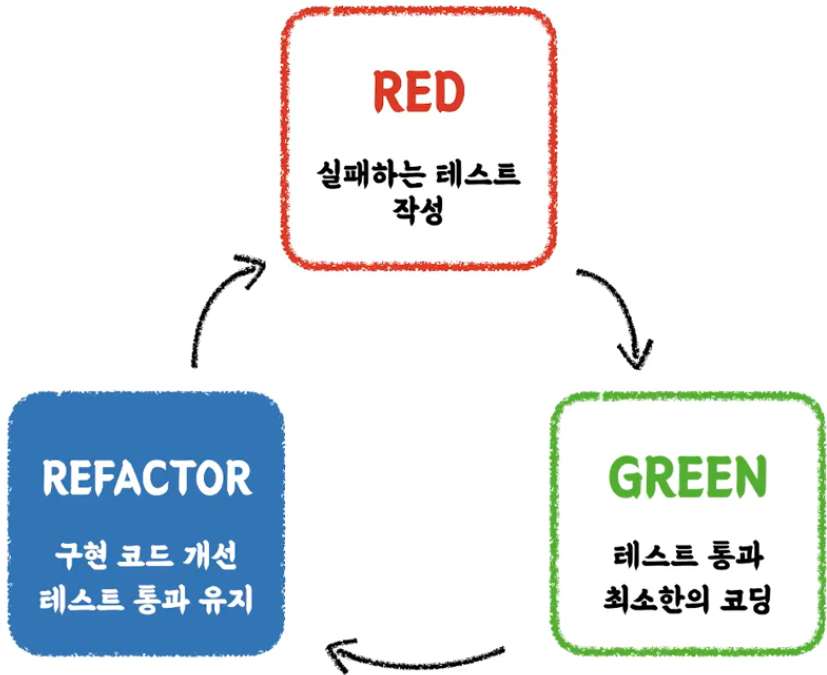 RED
실패하는 테스트
작성
REFACTOR
구현 코드 개선
테스트 통과 유지
GREEN
테스트 통과
최소한의 코딩